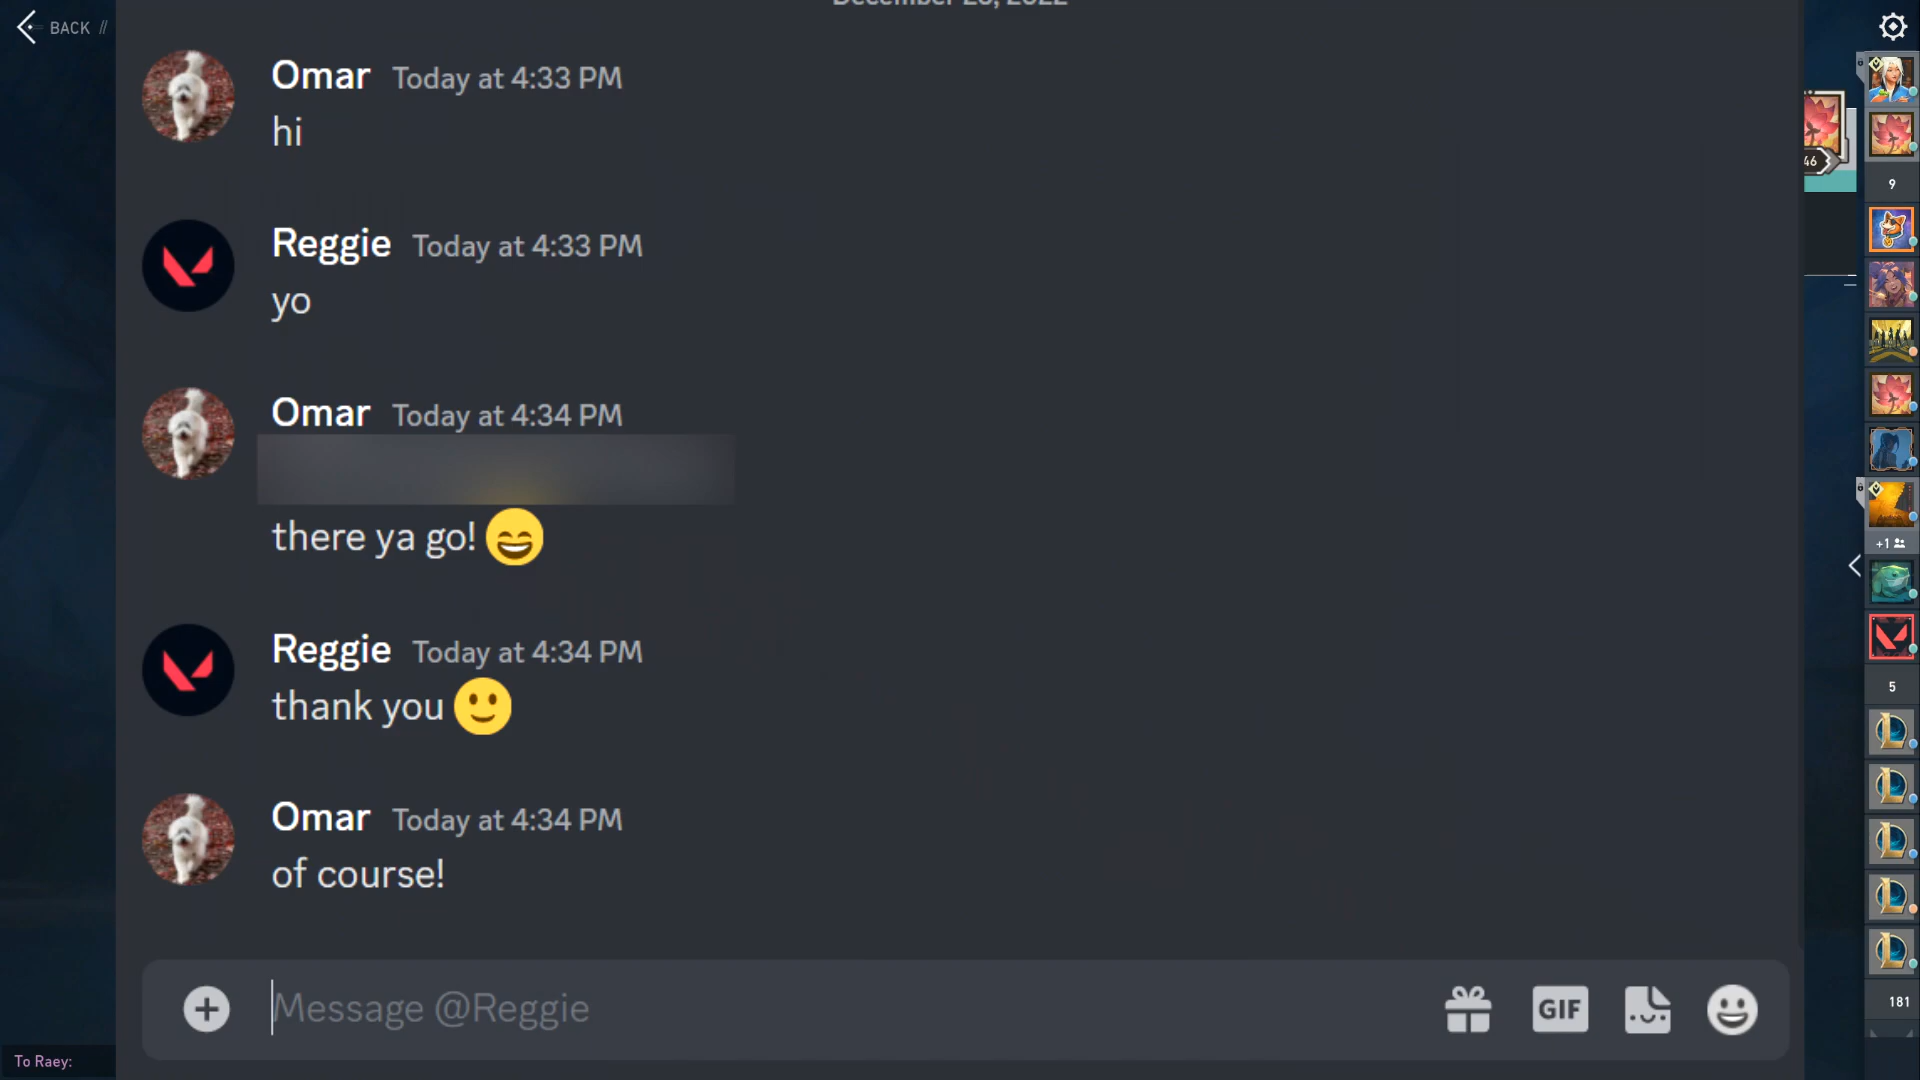 BACK //
Omar Today at 4:33 PM
hi
Reggie Today at 4:33 PM
yo
Omar Today at 4:34 PM
there ya go!
Reggie Today at 4:34 PM
thank you
Omar Today at 4:34 PM
of course!
Message @Reggie
GIF
To Raey:
46
9
+1
5
181